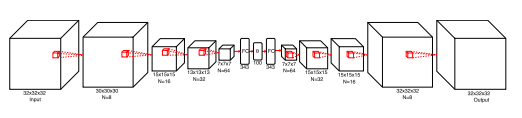 32x32x32
Input
30x30x30
N=8
15x15x15
N=16
13x13x13
N=32
7x7x7
N=64
FC
343
100
FC
343
7x7x7
N=64
15x15x15
N=32
15x15x15
N=16
32x32x32
N=8
32x32x32
Output